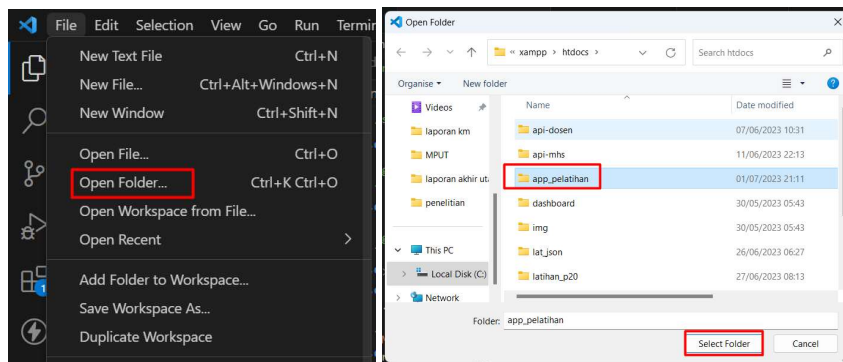 File Edit Selection View Go Run Termin
New Text File Ctrl+N
New File... Ctrl+Alt+Windows+N
New Window Ctrl+Shift+N
Open File... Ctrl+O
Open Folder... Ctrl+K Ctrl+O
Open Workspace from File...
Open Recent >
Add Folder to Workspace...
Save Workspace As...
Duplicate Workspace
1
Open Folder
« xampp > htdocs > Search htdocs
Organise New folder
Name Date modified
Videos
laporan km
MPUT
laporan akhir uta
penelitian
This PC
Local Disk (C:)
Network
api-dosen 07/06/2023 10:31
api-mhs 11/06/2023 22:13
app_pelatihan 01/07/2023 21:11
dashboard 30/05/2023 05:43
img 30/05/2023 05:43
lat_json 26/06/2023 06:27
latihan_p20 27/06/2023 08:13
Folder: app_pelatihan
Select Folder Cancel